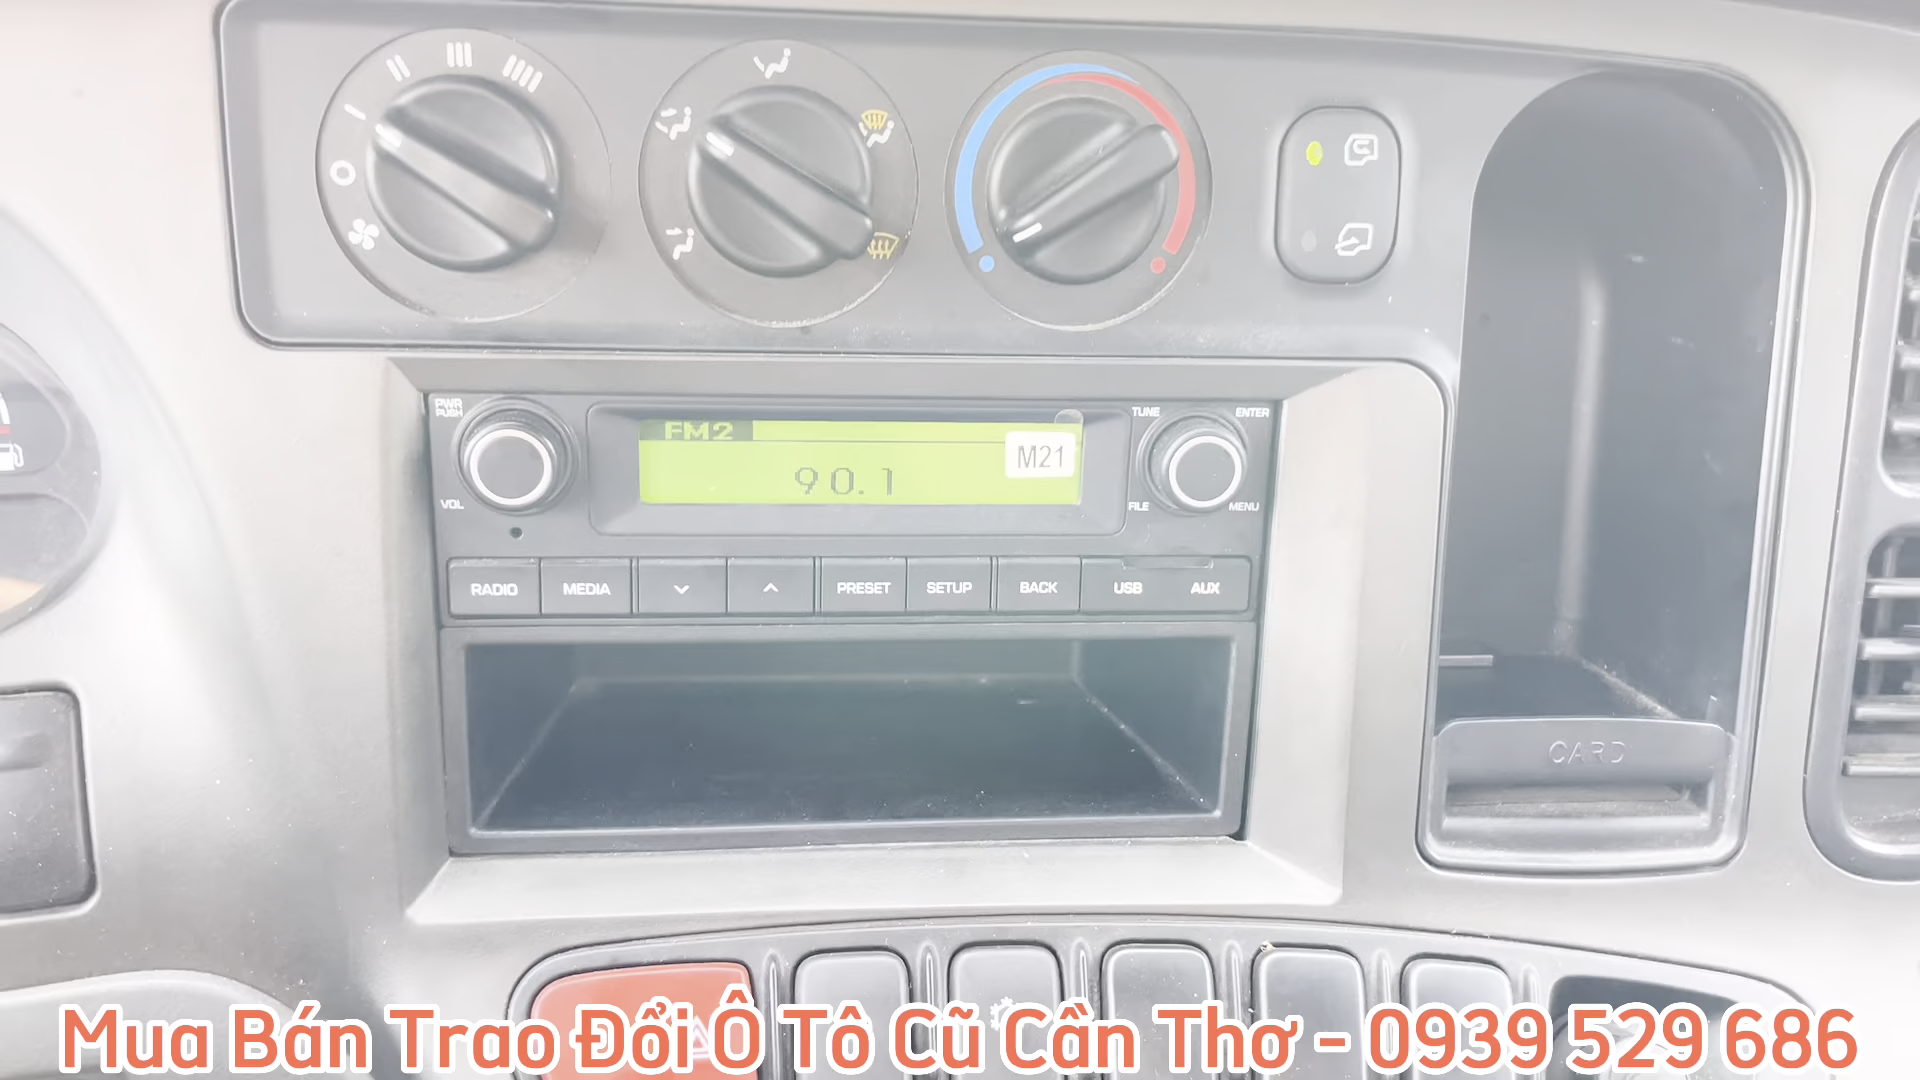 PWR
PUSH
FM2
TUNE
ENTER
M21
90.1
VOL
FILE
MENU
RADIO
MEDIA
PRESET
SETUP
BACK
USB
AUX
CARD
Mua Bán Trao Đổi Ô Tô Cũ Cần Thơ - 0939 529 686